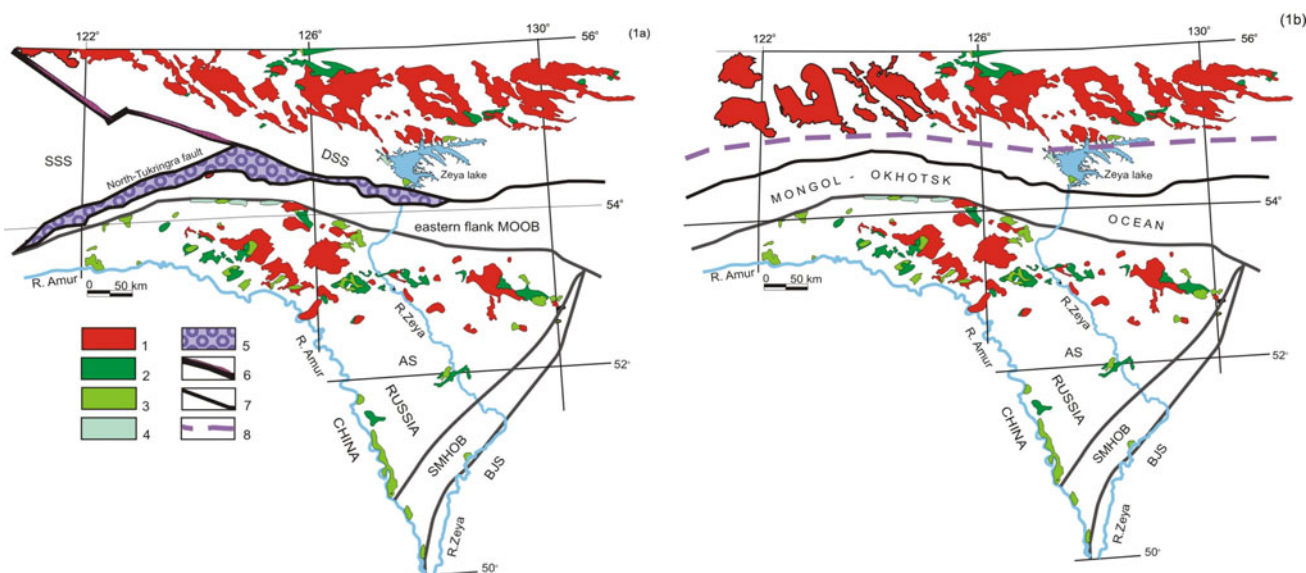 122°
126°
130°
56°
(1a)
SSS
North-Tukringra fault
DSS
Zeya lake
54°
eastern flank MOOB
R. Amur
0 50 km
R.Zeya
R. Amur
AS
52°
RUSSIA
CHINA
SMHOB
BJS
R.Zeya
50°
1
2
3
4
5
6
7
8
(1b)
122°
126°
130°
56°
Zeya lake
MONGOL - OKHOTSK
OCEAN
54°
R. Amur
0 50 km
R.Zeya
R. Amur
AS
52°
RUSSIA
CHINA
SMHOB
BJS
R.Zeya
50°